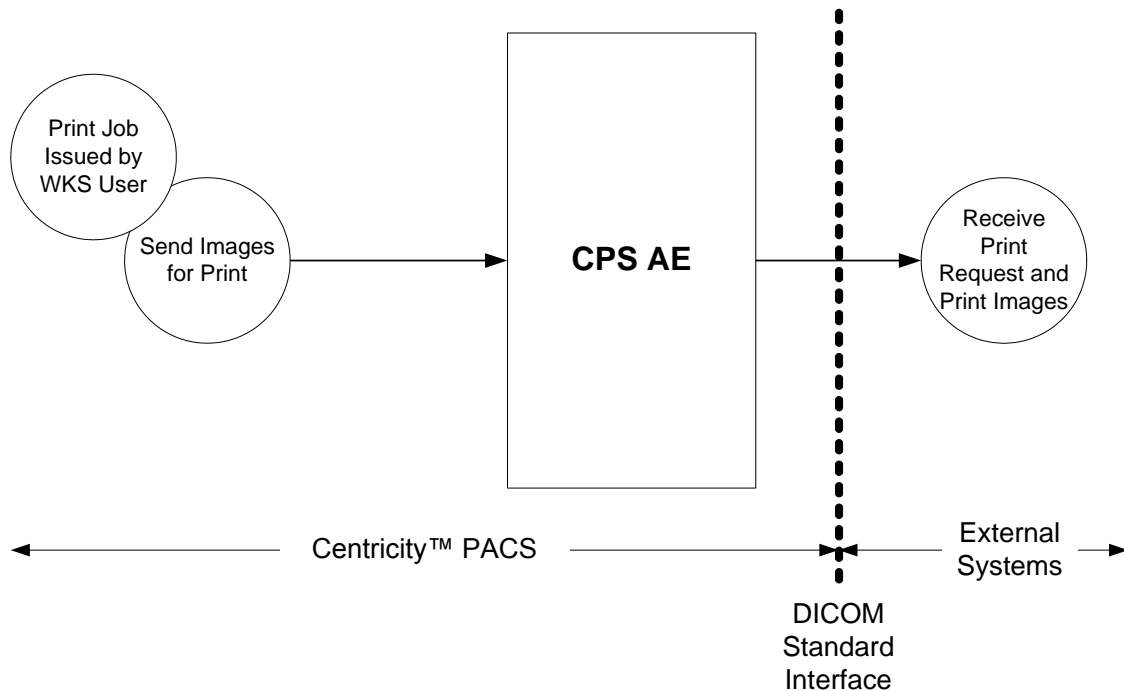 Print Job
Issued by
WKS User
Send Images
for Print
CPS AE
Receive
Print
Request and
Print Images
Centricity™ PACS
External
Systems
DICOM
Standard
Interface